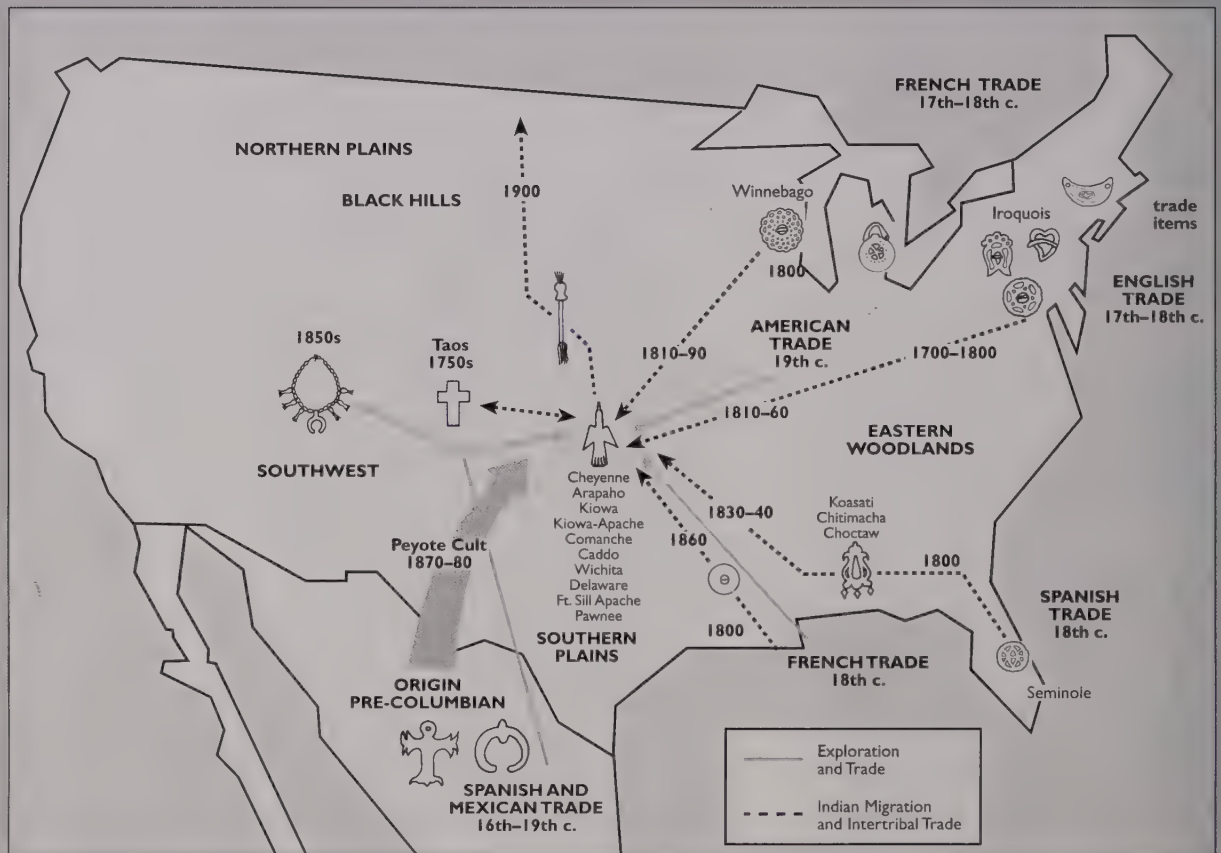 FRENCH TRADE
17th–18th c.
NORTHERN PLAINS
BLACK HILLS
1900
Winnebago
1800
Iroquois
trade
items
ENGLISH
TRADE
17th–18th c.
1850s
Taos
1750s
AMERICAN
TRADE
19th c.
1810–90
1700–1800
1810–60
EASTERN
WOODLANDS
SOUTHWEST
Cheyenne
Arapaho
Kiowa
Kiowa-Apache
Comanche
Caddo
Wichita
Delaware
Ft. Sill Apache
Pawnee
SOUTHERN
PLAINS
Peyote Cult
1870–80
1830–40
1860
1800
Koasati
Chitimacha
Choctaw
1800
SPANISH
TRADE
18th c.
FRENCH TRADE
18th c.
Seminole
ORIGIN
PRE-COLUMBIAN
SPANISH AND
MEXICAN TRADE
16th–19th c.
Exploration
and Trade
Indian Migration
and Intertribal Trade